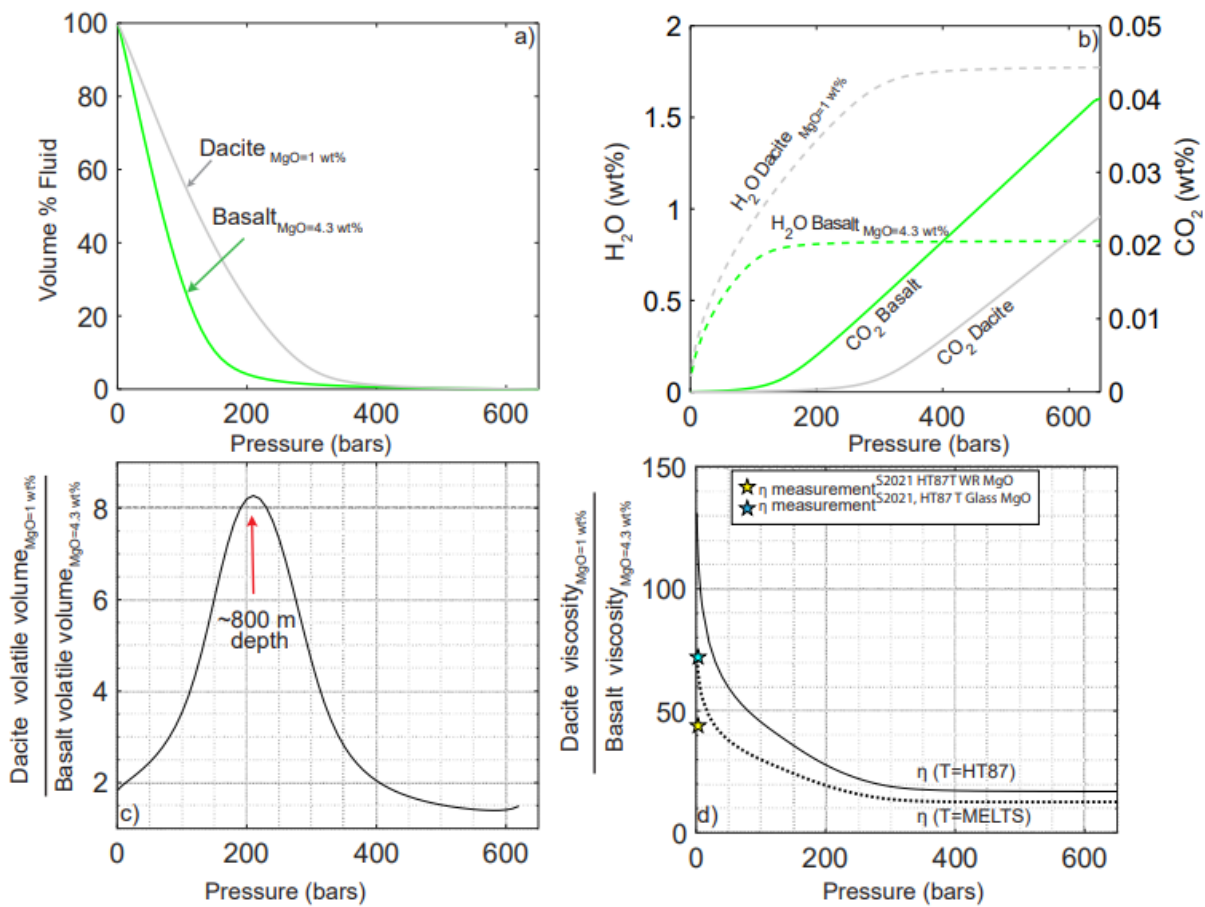 a)
Volume % Fluid
100
80
60
40
20
0
Dacite MgO=1 wt%
Basalt MgO=4.3 wt%
0 200 400 600
Pressure (bars)
b)
H2O (wt%)
2
1.5
1
0.5
0
H2O Dacite MgO=1 wt%
H2O Basalt MgO=4.3 wt%
CO2 Basalt
CO2 Dacite
0.05
0.04
0.03
0.02
0.01
0
CO2 (wt%)
0 200 400 600
Pressure (bars)
Dacite volatile volume MgO=1 wt%
Basalt volatile volume MgO=4.3 wt%
8
6
4
2
~800 m
depth
c)
0 200 400 600
Pressure (bars)
Dacite viscosity MgO=1 wt%
Basalt viscosity MgO=4.3 wt%
150
100
50
0
η measurement S2021 HT87T WR MgO
η measurement S2021, HT87 T Glass MgO
η (T=HT87)
η (T=MELTS)
d)
0 200 400 600
Pressure (bars)